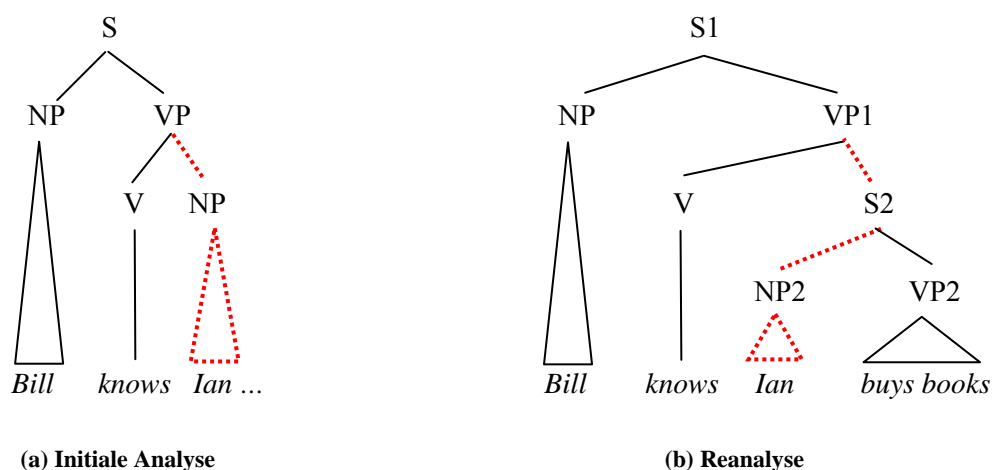 S
NP VP
V NP
Bill knows Ian ...
(a) Initiale Analyse
S1
NP VP1
V S2
NP2 VP2
Bill knows Ian buys books
(b) Reanalyse